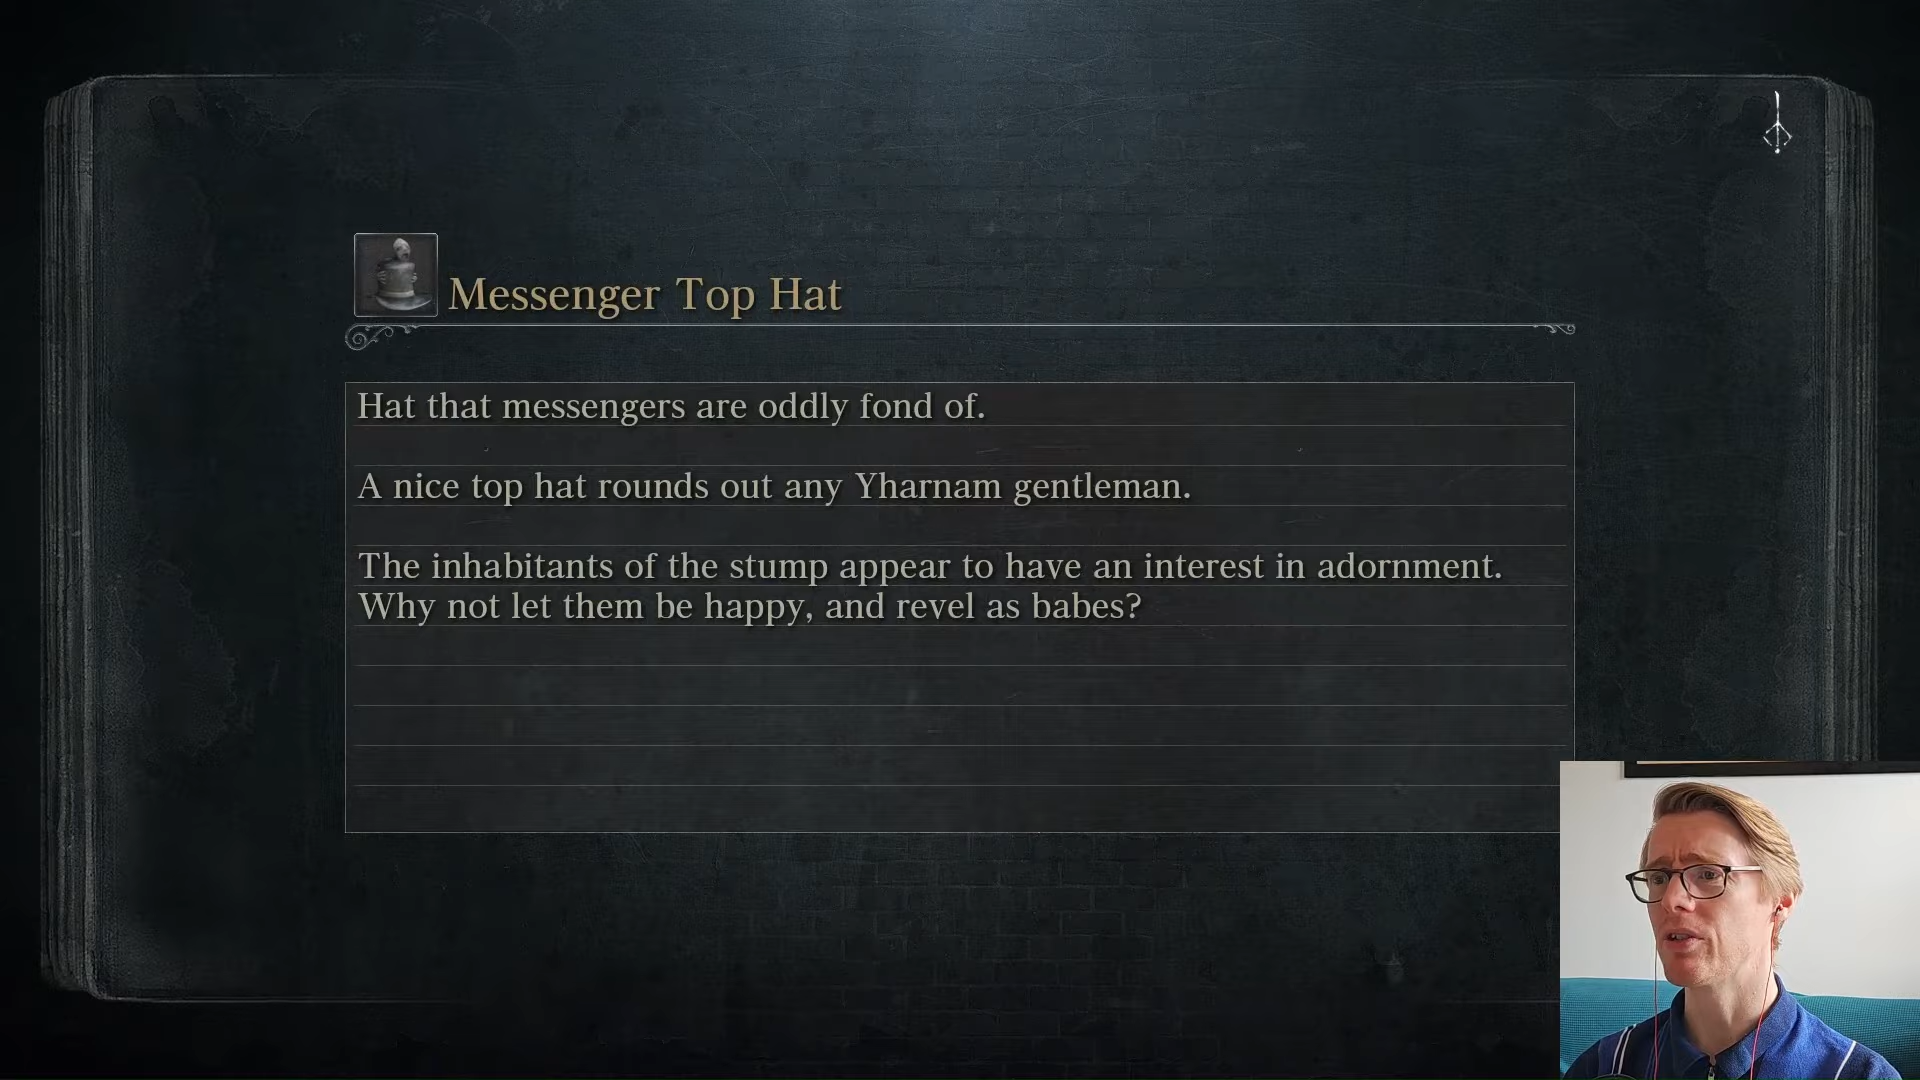 Messenger Top Hat
Hat that messengers are oddly fond of.
A nice top hat rounds out any Yharnam gentleman.
The inhabitants of the stump appear to have an interest in adornment.
Why not let them be happy, and revel as babes?